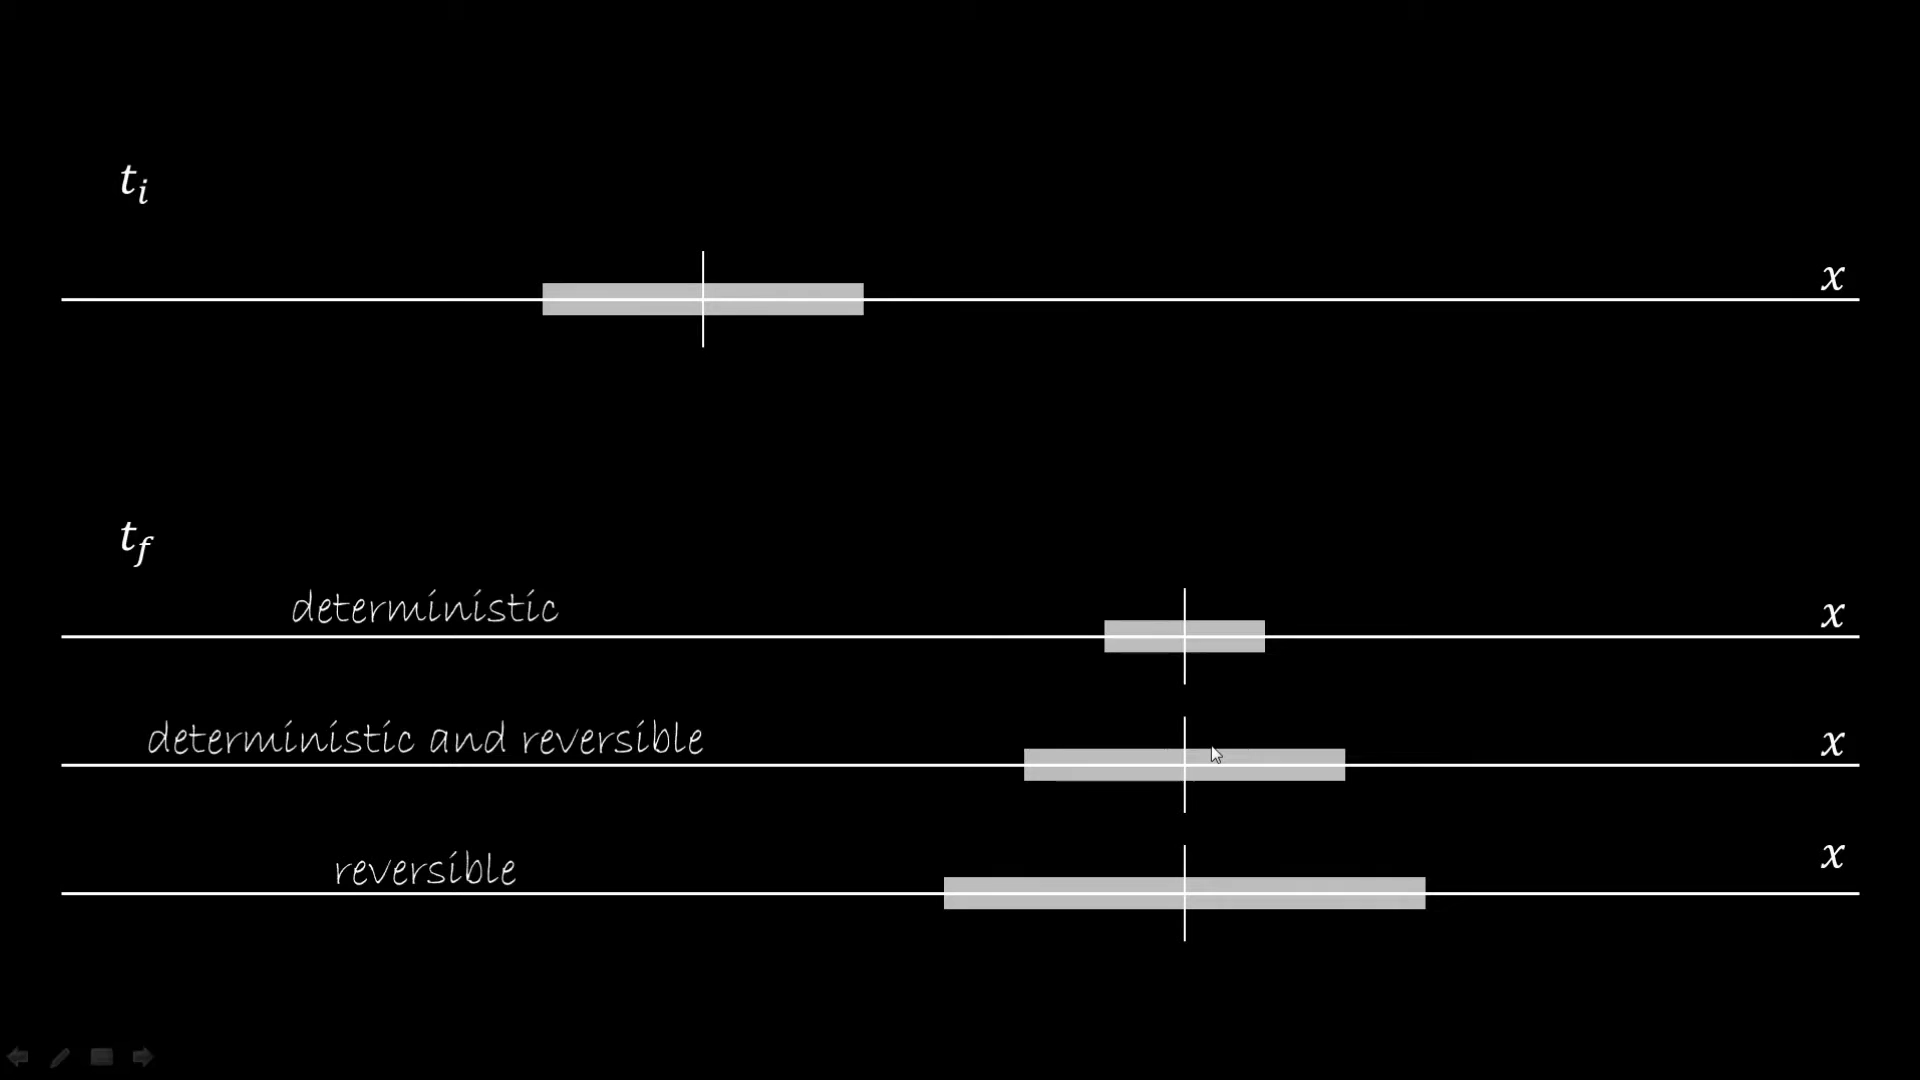 t_i
x
t_f
deterministic
x
deterministic and reversible
x
reversible
x